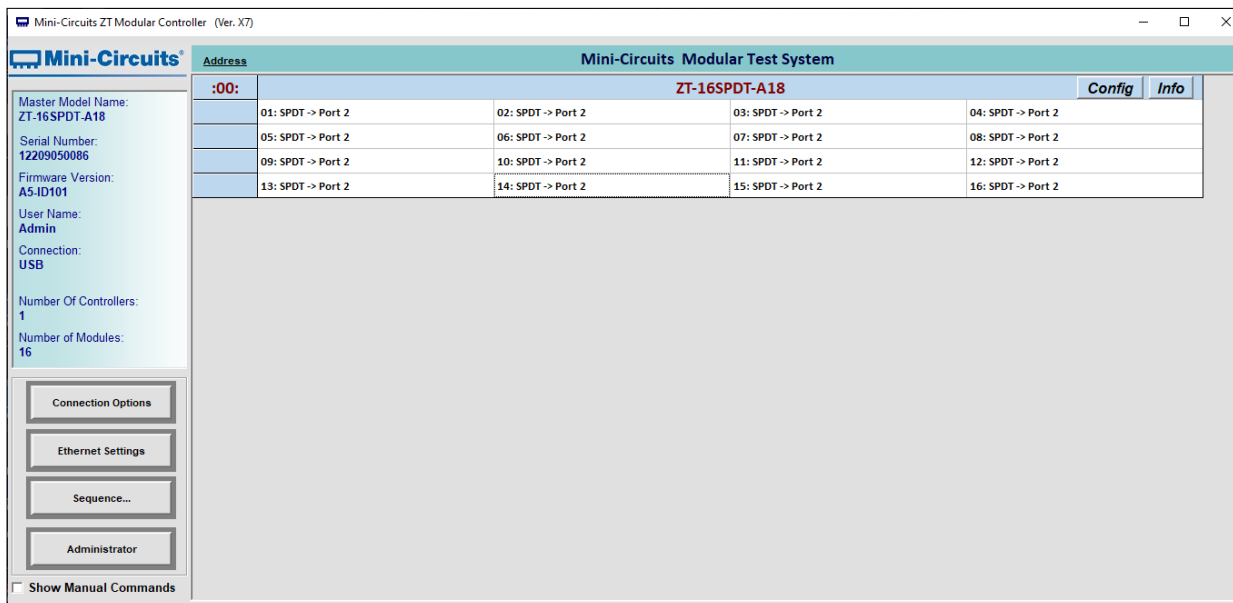 Mini-Circuits ZT Modular Controller (Ver. X7)
Mini-Circuits®
Address
Mini-Circuits Modular Test System
:00:
ZT-16SPDT-A18
Config
Info
01: SPDT -> Port 2
02: SPDT -> Port 2
03: SPDT -> Port 2
04: SPDT -> Port 2
05: SPDT -> Port 2
06: SPDT -> Port 2
07: SPDT -> Port 2
08: SPDT -> Port 2
09: SPDT -> Port 2
10: SPDT -> Port 2
11: SPDT -> Port 2
12: SPDT -> Port 2
13: SPDT -> Port 2
14: SPDT -> Port 2
15: SPDT -> Port 2
16: SPDT -> Port 2
Master Model Name:
ZT-16SPDT-A18
Serial Number:
12209050086
Firmware Version:
A5-ID101
User Name:
Admin
Connection:
USB
Number Of Controllers:
1
Number of Modules:
16
Connection Options
Ethernet Settings
Sequence...
Administrator
Show Manual Commands